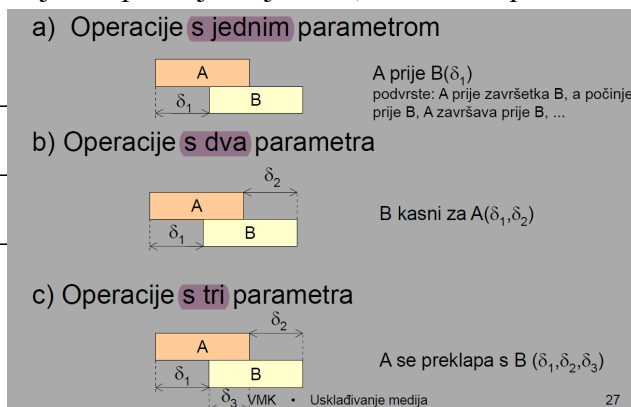 a) Operacije s jednim parametrom
A
δ1
B
A prije B(δ1)
podvrste: A prije završetka B, a počinje
prije B, A završava prije B, ...
b) Operacije s dva parametra
δ2
A
δ1
B
B kasni za A(δ1,δ2)
c) Operacije s tri parametra
δ2
A
δ1
B
A se preklapa s B (δ1,δ2,δ3)
δ3
VMK • Usklađivanje medija 27